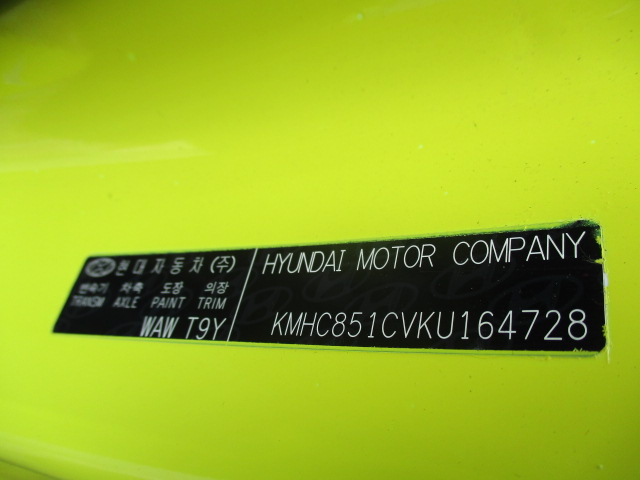 현대자동차(주)
변속기 차축 도장 의장
TRANSM AXLE PAINT TRIM
WAW T9Y
HYUNDAI MOTOR COMPANY
KMHC851CVKU164728